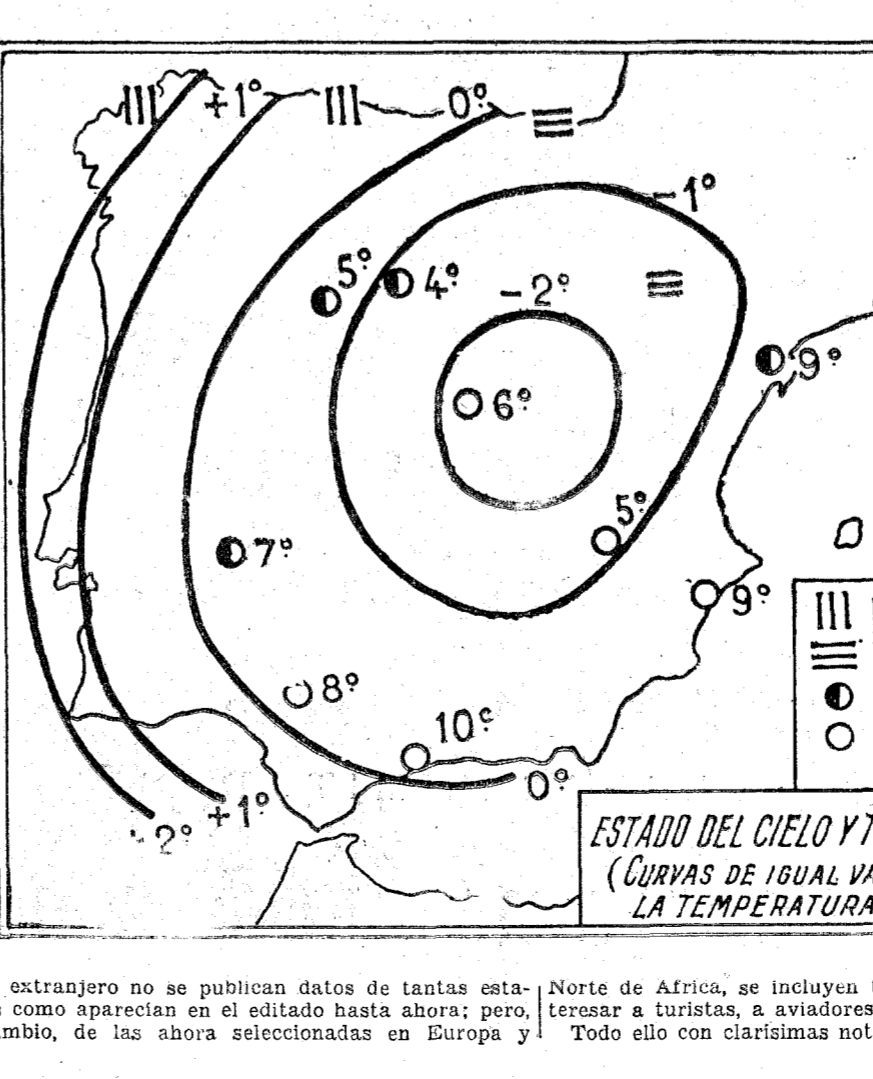 +1° 0°
-1°
5° 4° -2°
9°
6°
5°
7° 9°
8°
10°
0°
+1°
2°
ESTADO DEL CIELO Y T
(CURVAS DE IGUAL VA
LA TEMPERATURA
extranjero no se publican datos de tantas esta-
como aparecían en el editado hasta ahora; pero,
mbio, de las ahora seleccionadas en Europa y
Norte de Africa, se incluyen
teresar a turistas, a aviadores
Todo ello con clarísimas not